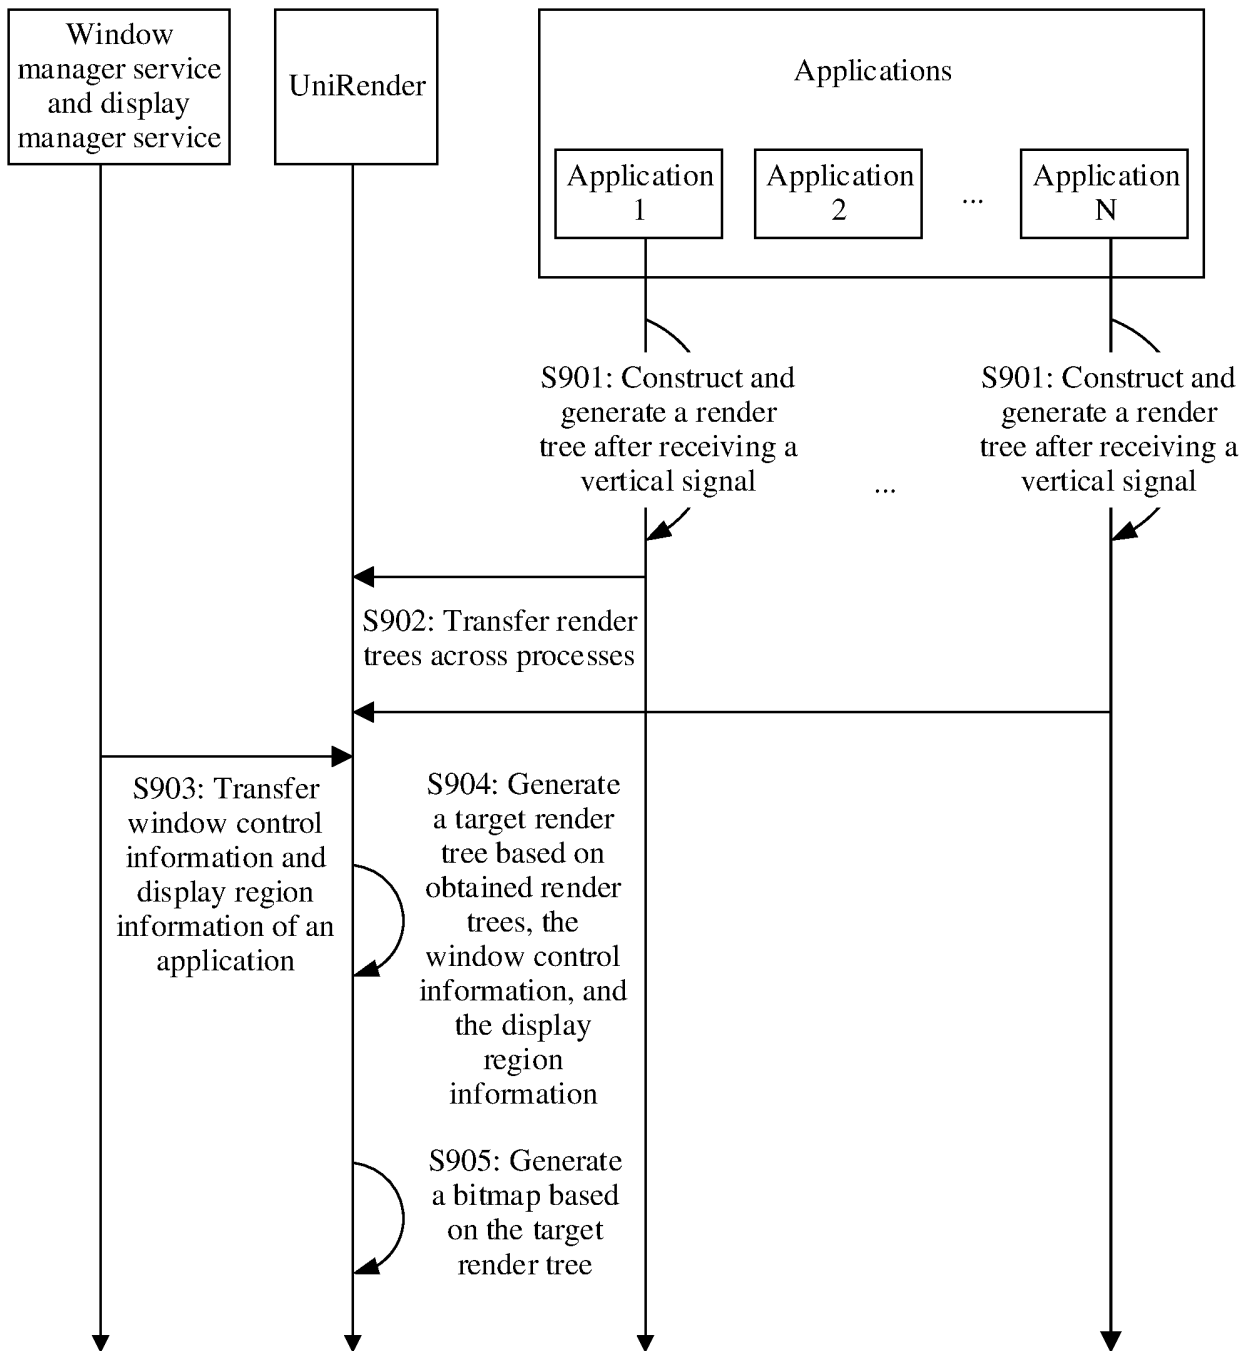 Window
manager service
and display
manager service
UniRender
Applications
Application
1
Application
2
...
Application
N
S901: Construct and
generate a render
tree after receiving a
vertical signal
...
S901: Construct and
generate a render
tree after receiving a
vertical signal
S902: Transfer render
trees across processes
S903: Transfer
window control
information and
display region
information of an
application
S904: Generate
a target render
tree based on
obtained render
trees, the
window control
information, and
the display
region
information
S905: Generate
a bitmap based
on the target
render tree